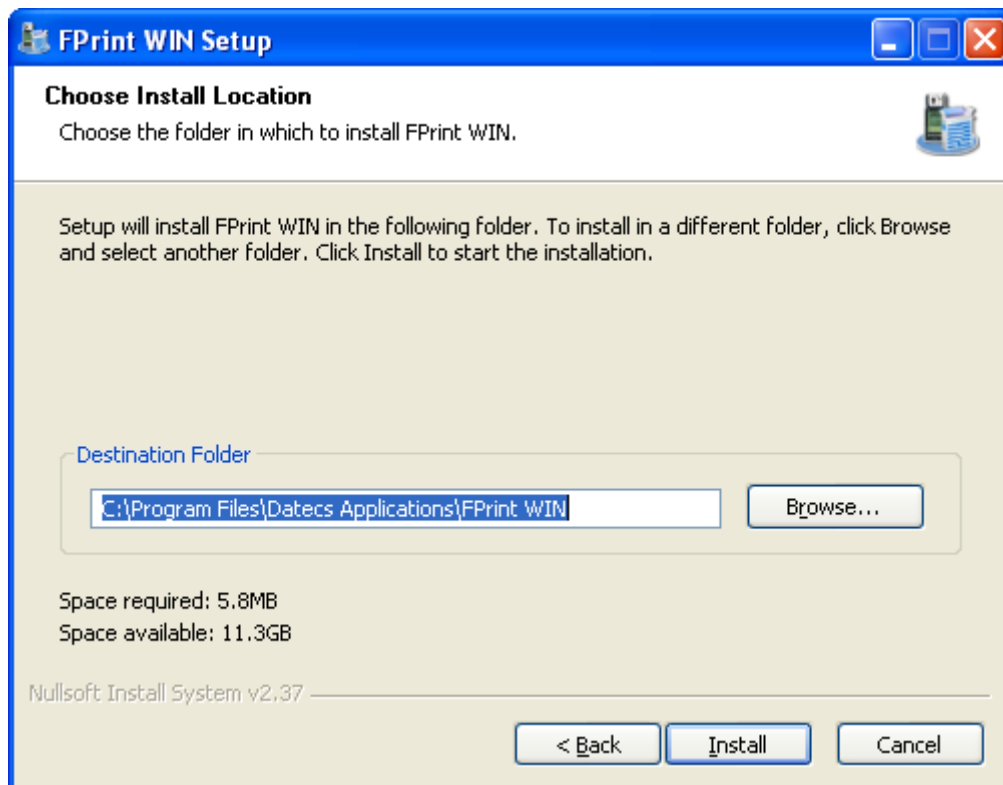 FPrint WIN Setup
Choose Install Location
Choose the folder in which to install FPrint WIN.
Setup will install FPrint WIN in the following folder. To install in a different folder, click Browse
and select another folder. Click Install to start the installation.
Destination Folder
C:\Program Files\Datecs Applications\FPrint WIN
Browse...
Space required: 5.8MB
Space available: 11.3GB
Nullsoft Install System v2.37
< Back
Install
Cancel